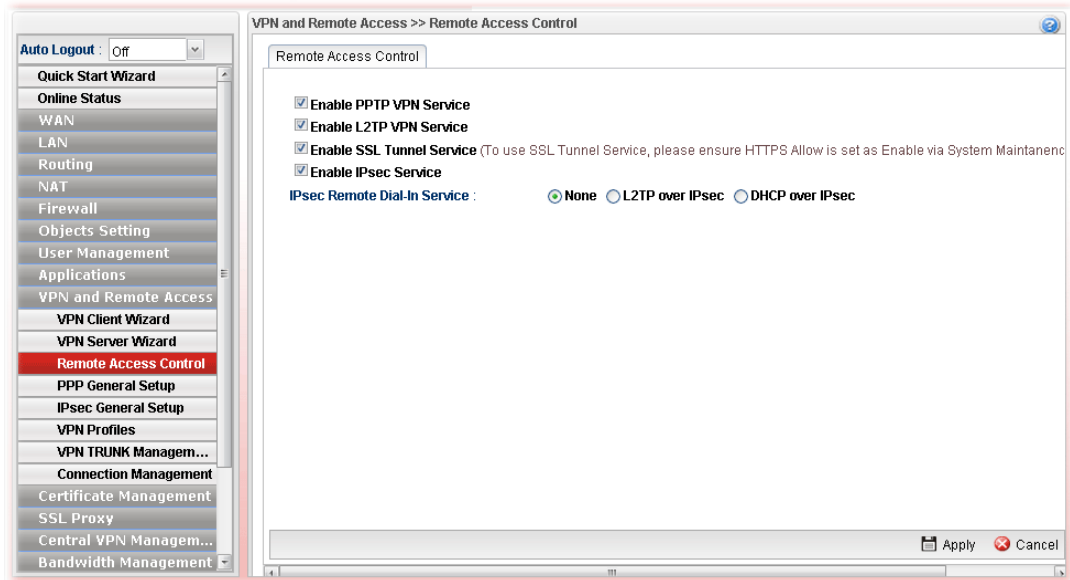 VPN and Remote Access >> Remote Access Control
Auto Logout : Off
Quick Start Wizard
Online Status
WAN
LAN
Routing
NAT
Firewall
Objects Setting
User Management
Applications
VPN and Remote Access
VPN Client Wizard
VPN Server Wizard
Remote Access Control
PPP General Setup
IPsec General Setup
VPN Profiles
VPN TRUNK Managem...
Connection Management
Certificate Management
SSL Proxy
Central VPN Managem...
Bandwidth Management
Remote Access Control
Enable PPTP VPN Service
Enable L2TP VPN Service
Enable SSL Tunnel Service (To use SSL Tunnel Service, please ensure HTTPS Allow is set as Enable via System Maintanenc
Enable IPsec Service
IPsec Remote Dial-In Service : None L2TP over IPsec DHCP over IPsec
Apply Cancel